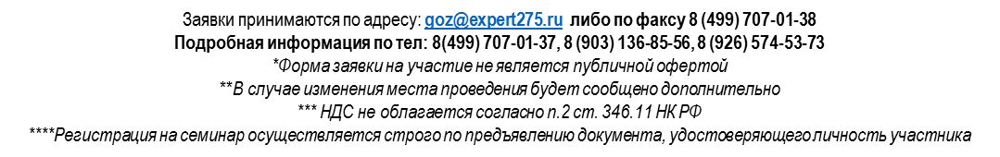 Заявки принимаются по адресу: goz@expert275.ru либо по факсу 8 (499) 707-01-38
Подробная информация по тел: 8(499) 707-01-37, 8 (903) 136-85-56, 8 (926) 574-53-73
*Форма заявки на участие не является публичной офертой
**В случае изменения места проведения будет сообщено дополнительно
*** НДС не облагается согласно п.2 ст. 346.11 НК РФ
****Регистрация на семинар осуществляется строго по предъявлению документа, удостоверяющего личность участника